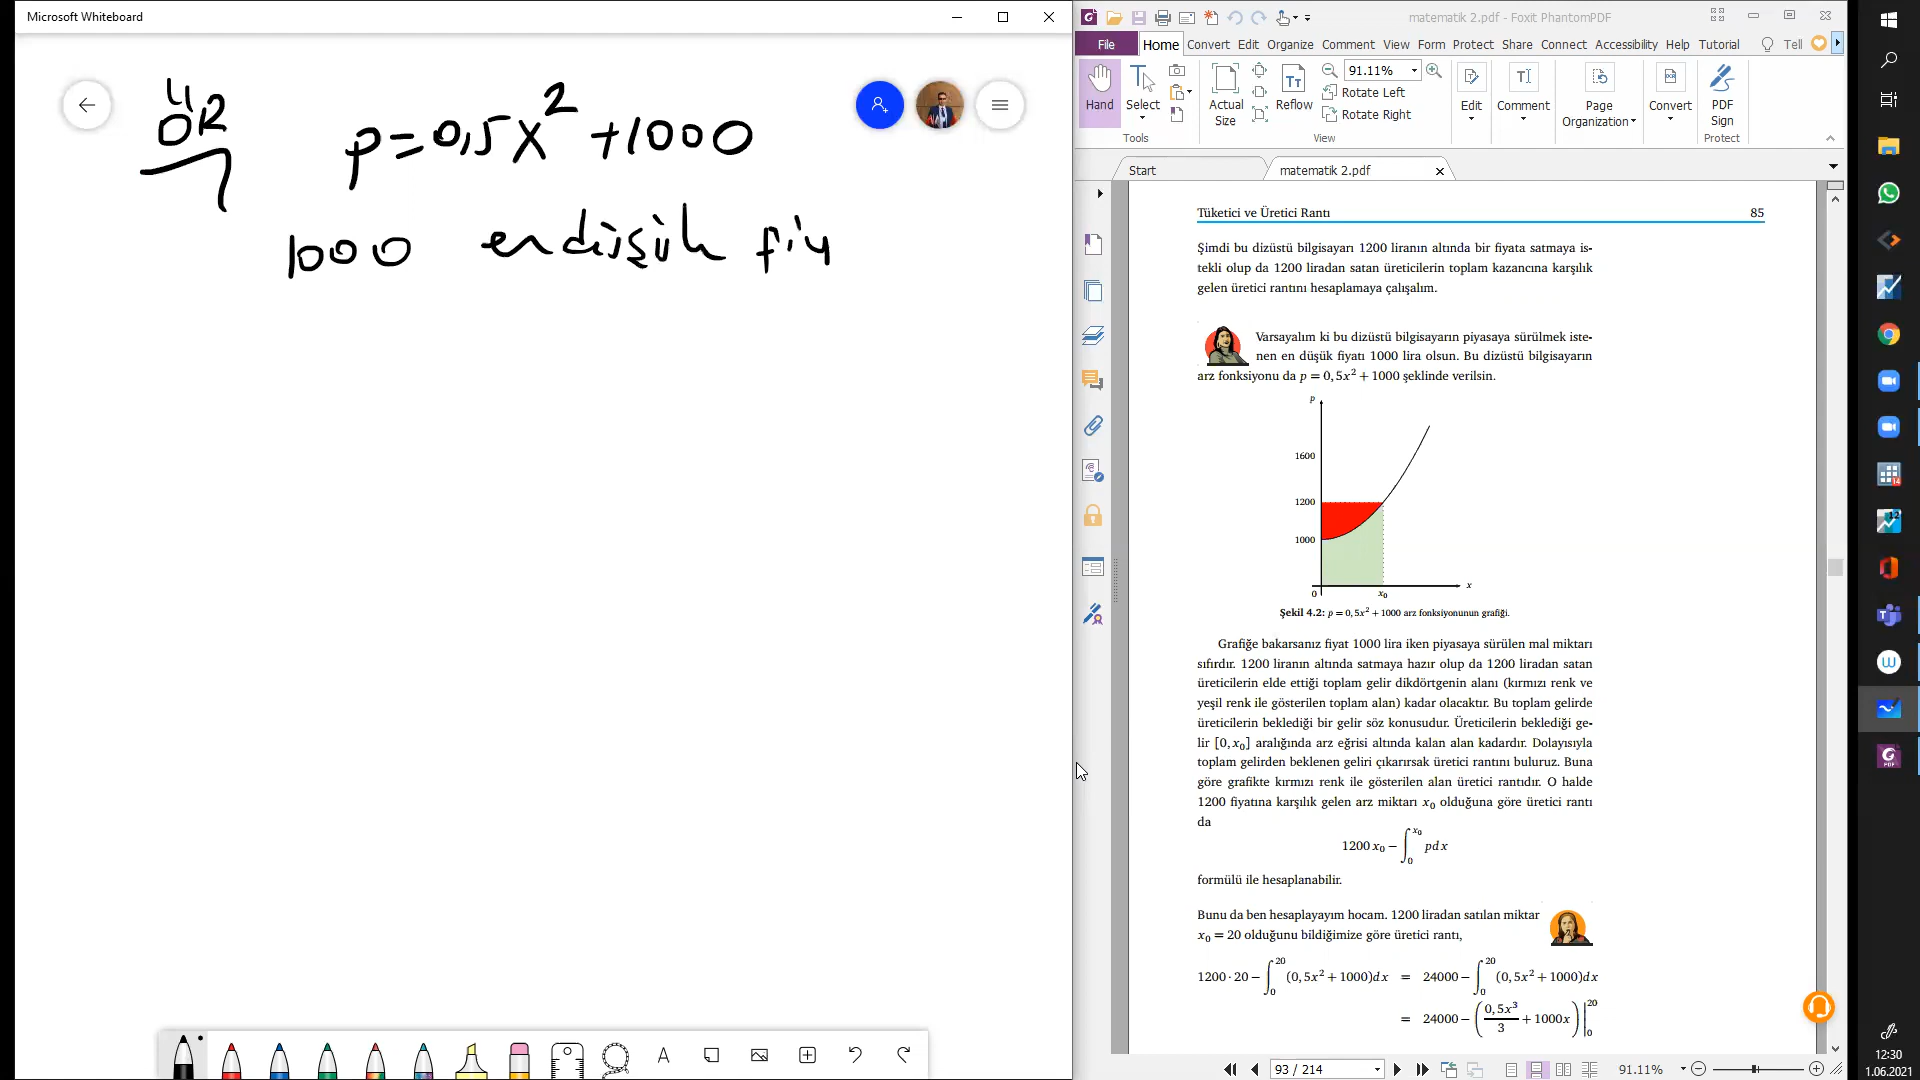 Microsoft Whiteboard
ÖR
p=0,5x²+1000
1000 en düşük fiy
matematik 2.pdf - Foxit PhantomPDF
File Home Convert Edit Organize Comment View Form Protect Share Connect Accessibility Help Tutorial Tell
Hand
Select
Actual Size
Reflow
91.11%
Rotate Left
Rotate Right
Edit
Comment
Page Organization
Convert
PDF Sign
Tools
View
Protect
Start
matematik 2.pdf
Tüketici ve Üretici Rantı 85
Şimdi bu dizüstü bilgisayarı 1200 liranın altında bir fiyata satmaya is-
tekli olup da 1200 liradan satan üreticilerin toplam kazancına karşılık
gelen üretici rantını hesaplamaya çalışalım.
Varsayalım ki bu dizüstü bilgisayarın piyasaya sürülmek iste-
nen en düşük fiyatı 1000 lira olsun. Bu dizüstü bilgisayarın
arz fonksiyonu da p = 0,5x² + 1000 şeklinde verilsin.
p
1600
1200
1000
0
x₀
x
Şekil 4.2: p = 0,5x² + 1000 arz fonksiyonunun grafiği.
Grafiğe bakarsanız fiyat 1000 lira iken piyasaya sürülen mal miktarı
sıfırdır. 1200 liranın altında satmaya hazır olup da 1200 liradan satan
üreticilerin elde ettiği toplam gelir dikdörtgenin alanı (kırmızı renk ve
yeşil renk ile gösterilen toplam alan) kadar olacaktır. Bu toplam gelirde
üreticilerin beklediği bir gelir söz konusudur. Üreticilerin beklediği ge-
lir [0,x₀] aralığında arz eğrisi altında kalan alan kadardır. Dolayısıyla
toplam gelirden beklenen geliri çıkarırsak üretici rantını buluruz. Buna
göre grafikte kırmızı renk ile gösterilen alan üretici rantıdır. O halde
1200 fiyatına karşılık gelen arz miktarı x₀ olduğuna göre üretici rantı
da
1200 x₀ − ∫₀^x₀ pdx
formülü ile hesaplanabilir.
Bunu da ben hesaplayayım hocam. 1200 liradan satılan miktar
x₀ = 20 olduğunu bildiğimize göre üretici rantı,
1200·20 − ∫₀²⁰ (0,5x² + 1000)dx = 24000 − ∫₀²⁰ (0,5x² + 1000)dx
= 24000 − (0,5x³/3 + 1000x)|₀²⁰
93 / 214
91.11%
12:30
1.06.2021